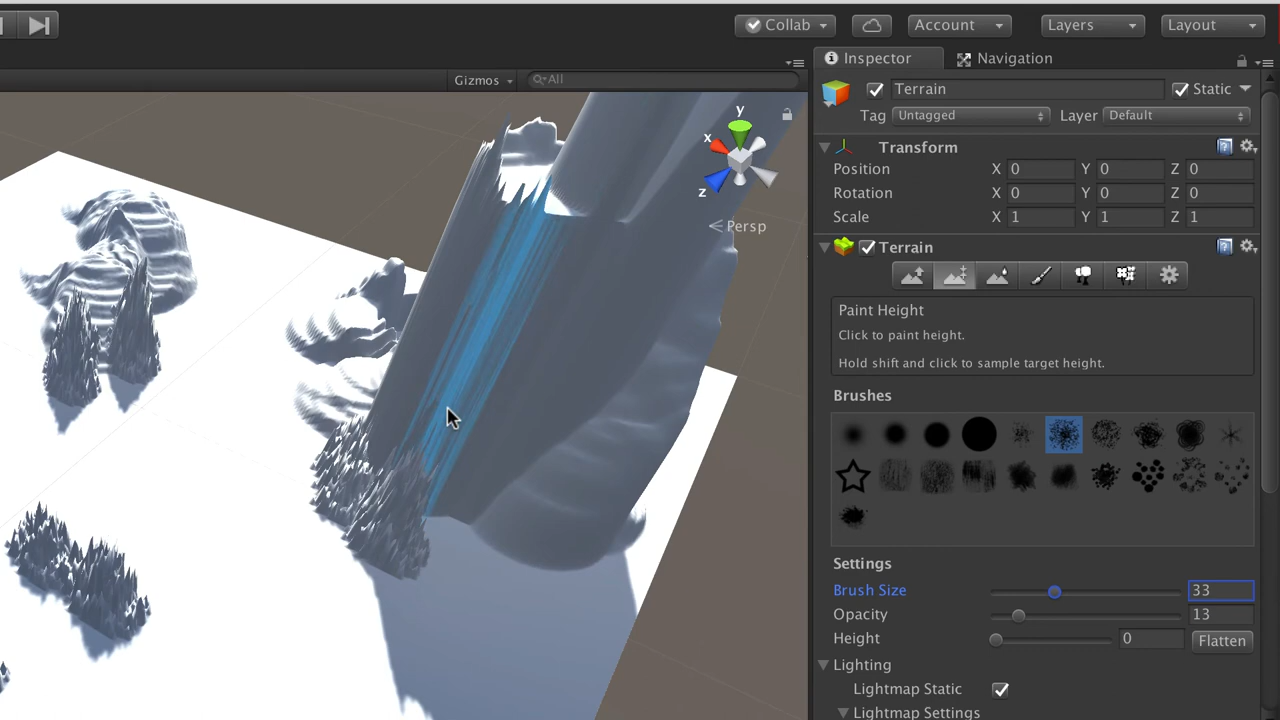 Collab
Account
Layers
Layout
Inspector
Navigation
Gizmos
All
Terrain
Static
Tag Untagged
Layer Default
Transform
Position X 0 Y 0 Z 0
Rotation X 0 Y 0 Z 0
Scale X 1 Y 1 Z 1
y
x
z
Persp
Terrain
Paint Height
Click to paint height.
Hold shift and click to sample target height.
Brushes
Settings
Brush Size 33
Opacity 13
Height 0 Flatten
Lighting
Lightmap Static
Lightmap Settings